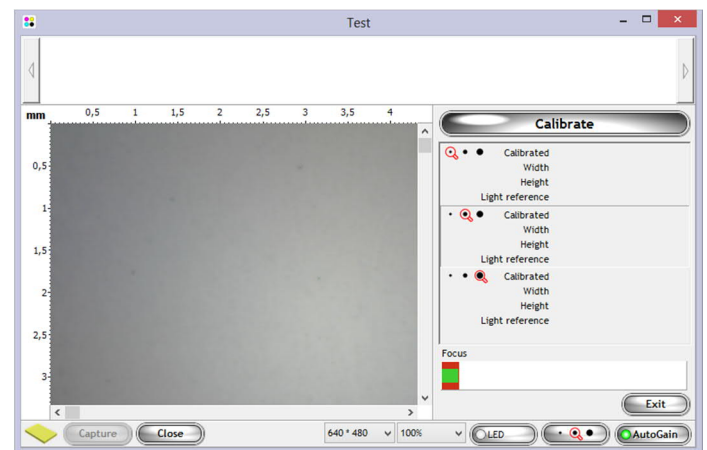 Test
mm 0,5 1 1,5 2 2,5 3 3,5 4
0,5
1
1,5
2
2,5
3
Calibrate
Calibrated
Width
Height
Light reference
Calibrated
Width
Height
Light reference
Calibrated
Width
Height
Light reference
Focus
Exit
Capture Close 640 * 480 100% LED AutoGain